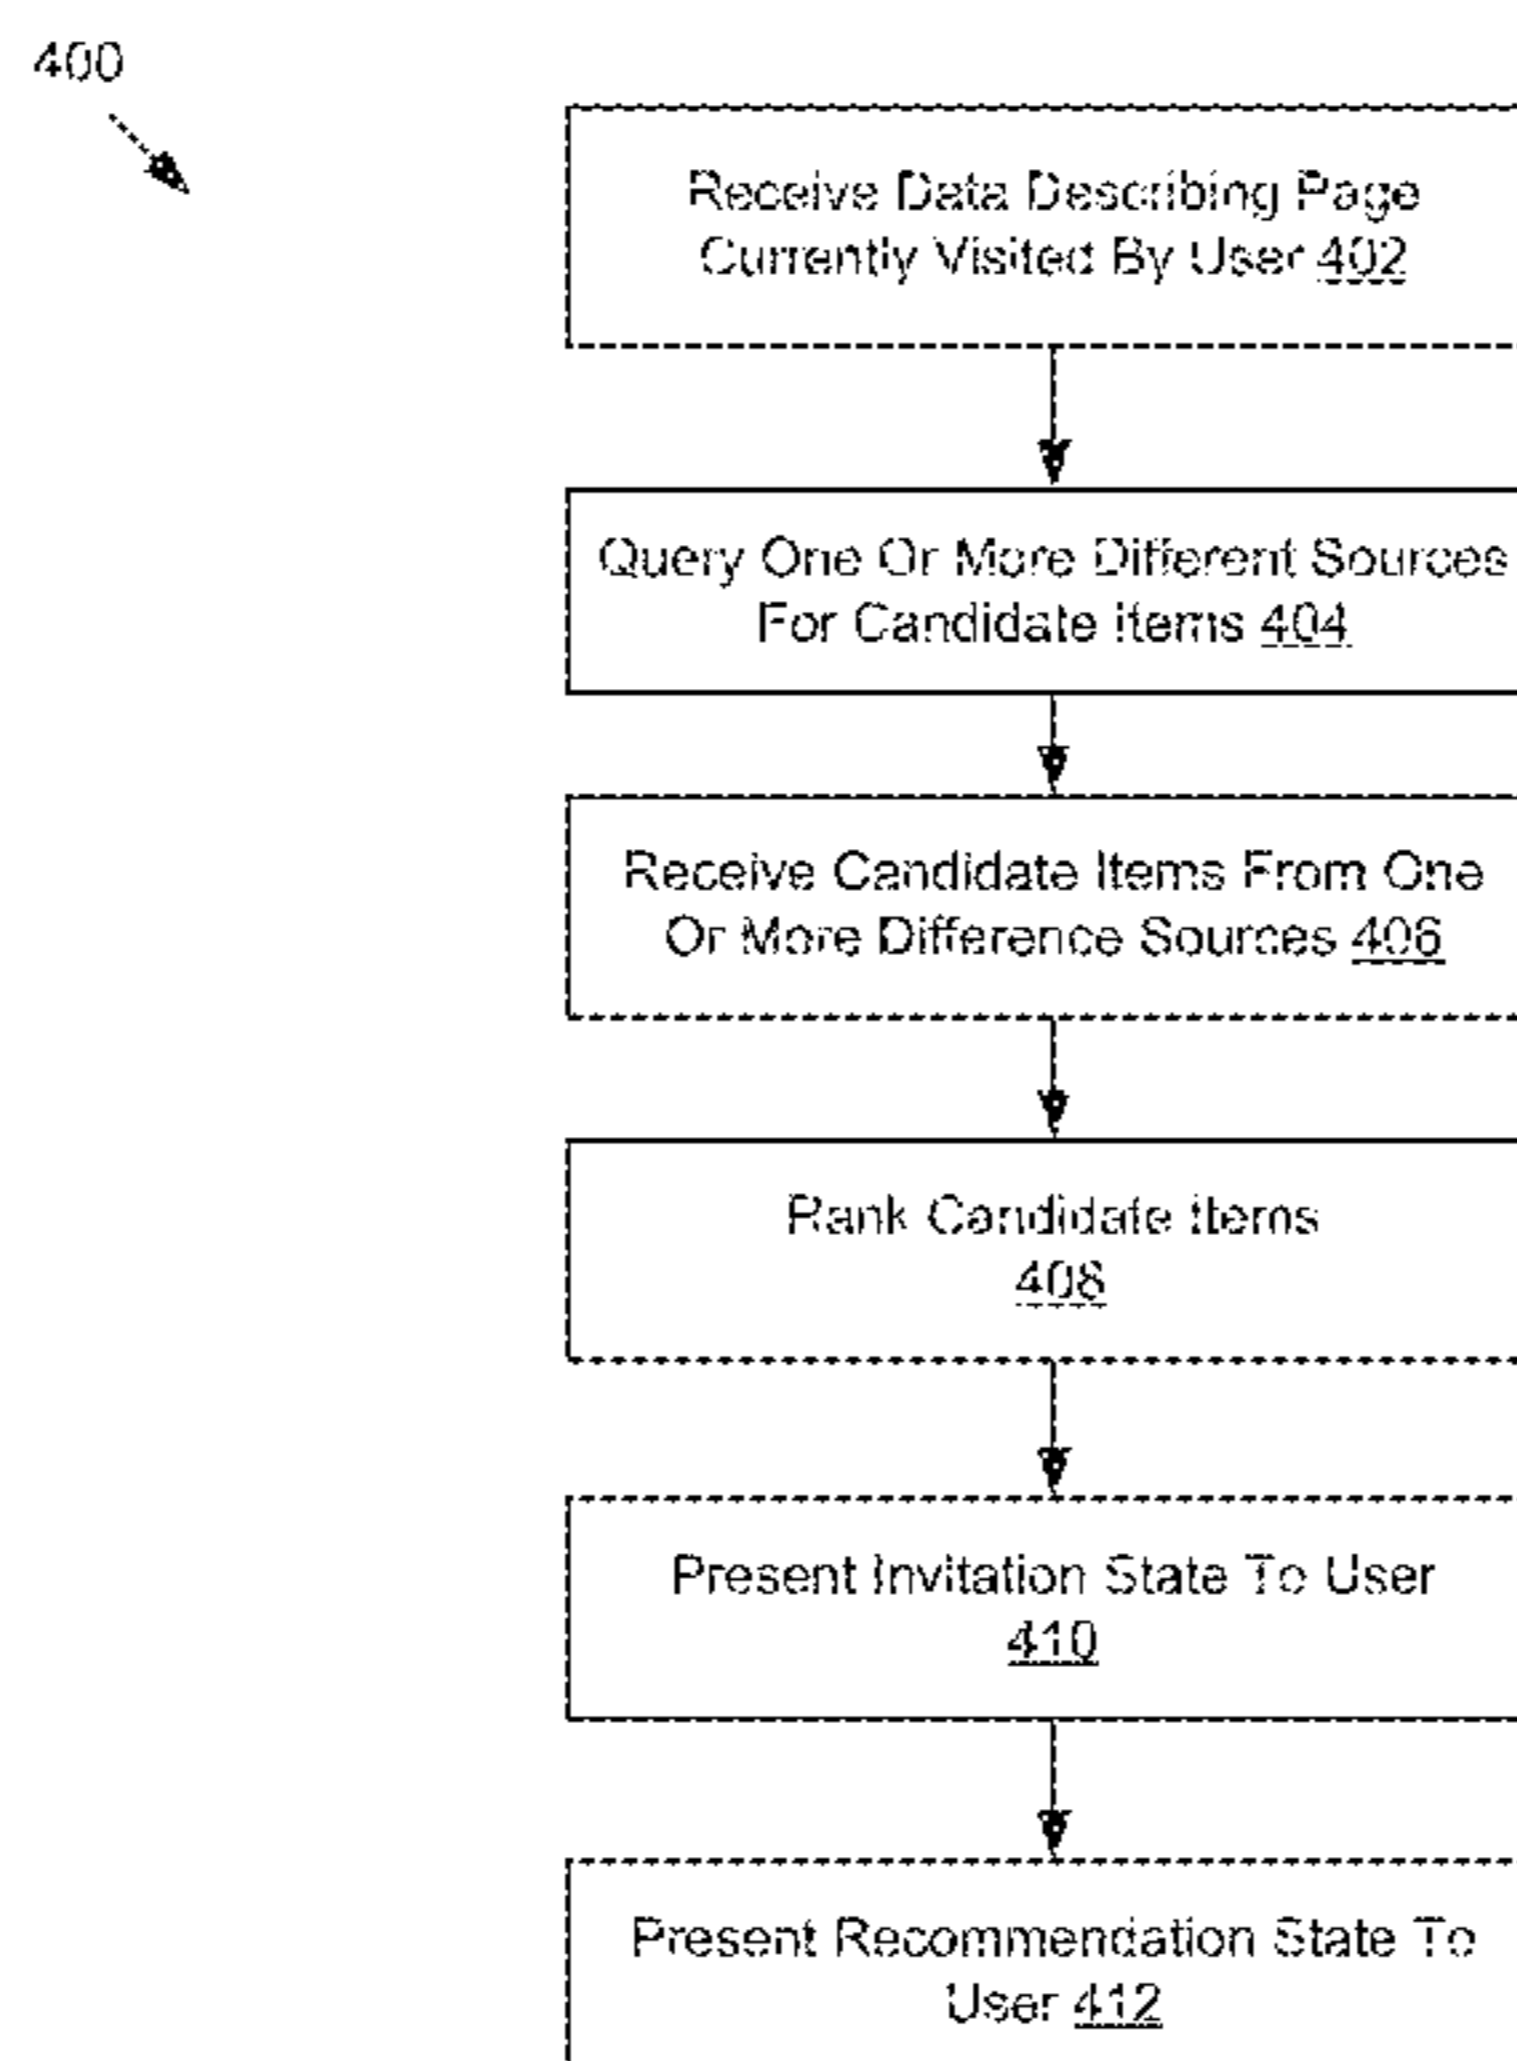 400
Receive Data Describing Page
Currently Visited By User 402
Query One Or More Different Sources
For Candidate Items 404
Receive Candidate Items From One
Or More Difference Sources 406
Rank Candidate Items
408
Present Invitation State To User
410
Present Recommendation State To
User 412